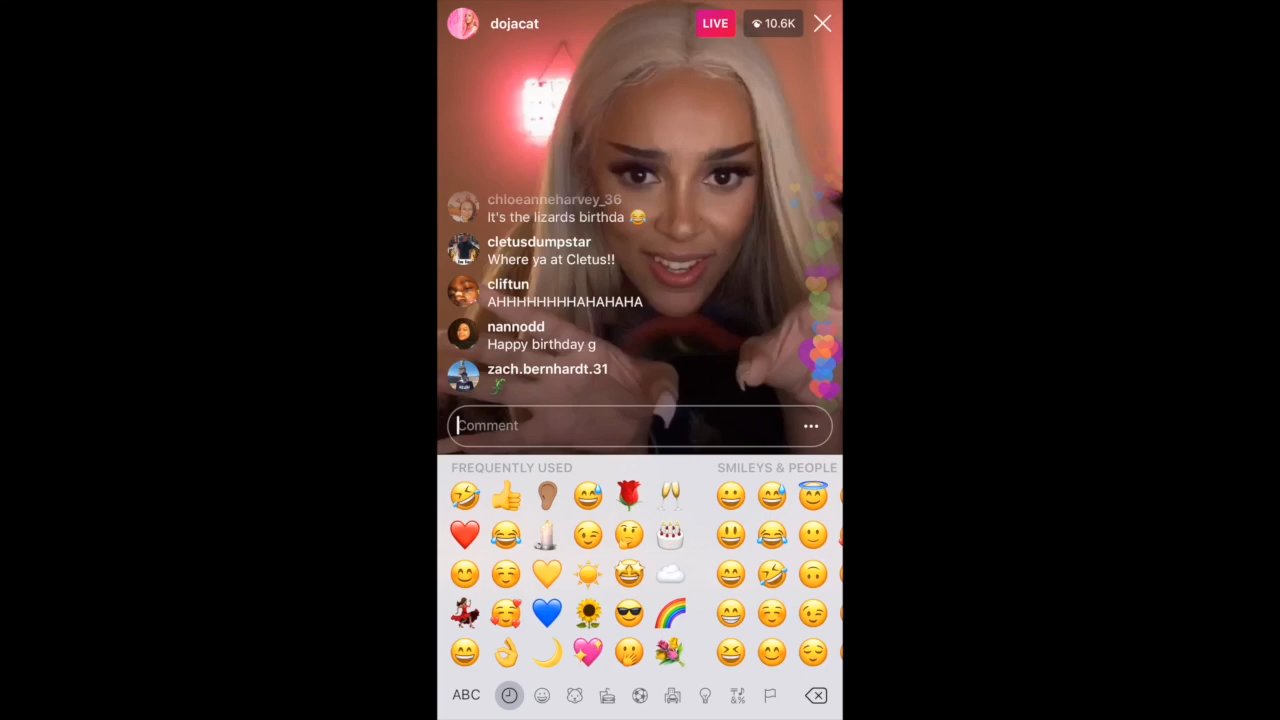 dojacat
LIVE
10.6K
chloeanneharvey_36
It's the lizards birthda 😂
cletusdumpstar
Where ya at Cletus!!
cliftun
AHHHHHHHHAHAHAHA
nannodd
Happy birthday g
zach.bernhardt.31
🦎
Comment
FREQUENTLY USED
SMILEYS & PEOPLE
ABC